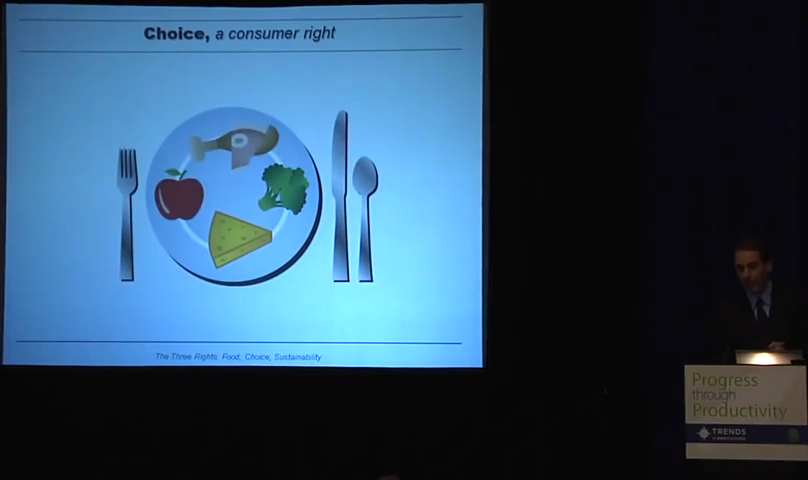 Choice, a consumer right
The Three Rights: Food, Choice, Sustainability
Progress
through
Productivity
TRENDS